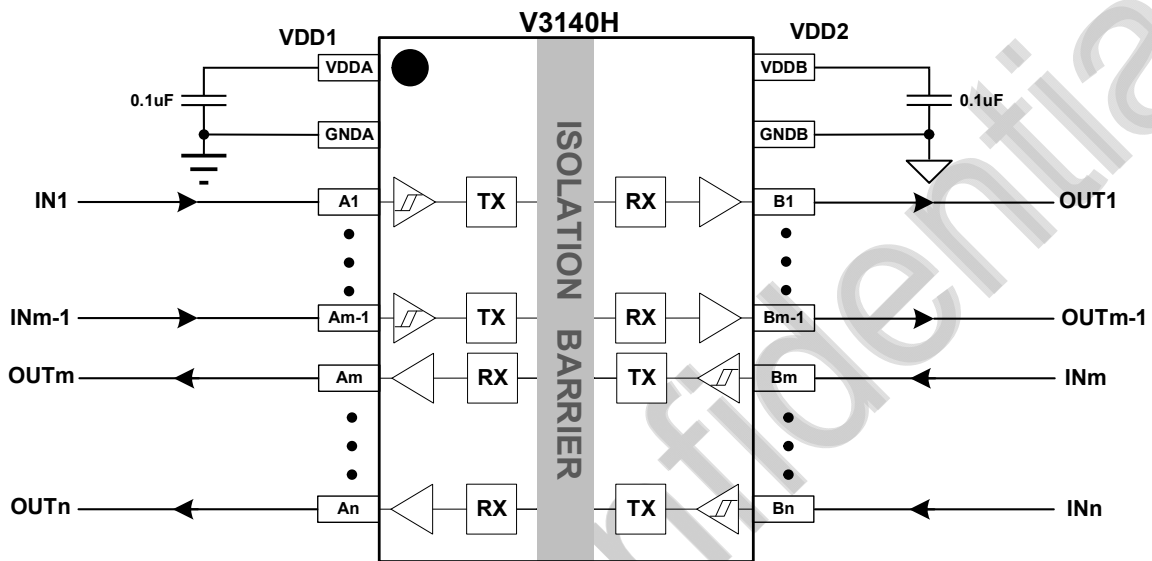 V3140H
VDD1
VDD2
VDDA
VDDB
0.1uF
0.1uF
GNDA
GNDB
ISOLATION BARRIER
IN1
A1
TX
RX
B1
OUT1
INm-1
Am-1
TX
RX
Bm-1
OUTm-1
OUTm
Am
RX
TX
Bm
INm
OUTn
An
RX
TX
Bn
INn
nfidentia